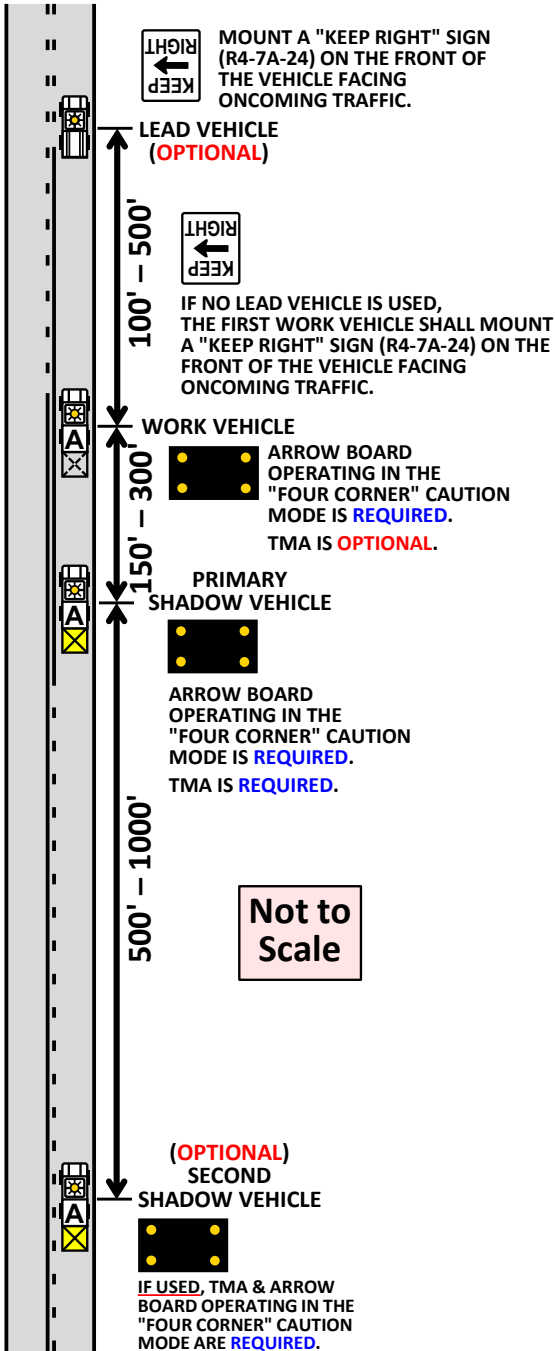 KEEP
RIGHT
MOUNT A "KEEP RIGHT" SIGN
(R4-7A-24) ON THE FRONT OF
THE VEHICLE FACING
ONCOMING TRAFFIC.
LEAD VEHICLE
(OPTIONAL)
100' – 500'
KEEP
RIGHT
IF NO LEAD VEHICLE IS USED,
THE FIRST WORK VEHICLE SHALL MOUNT
A "KEEP RIGHT" SIGN (R4-7A-24) ON THE
FRONT OF THE VEHICLE FACING
ONCOMING TRAFFIC.
WORK VEHICLE
A
150' – 300'
ARROW BOARD
OPERATING IN THE
"FOUR CORNER" CAUTION
MODE IS REQUIRED.
TMA IS OPTIONAL.
PRIMARY
SHADOW VEHICLE
A
ARROW BOARD
OPERATING IN THE
"FOUR CORNER" CAUTION
MODE IS REQUIRED.
TMA IS REQUIRED.
500' – 1000'
Not to
Scale
(OPTIONAL)
SECOND
SHADOW VEHICLE
A
IF USED, TMA & ARROW
BOARD OPERATING IN THE
"FOUR CORNER" CAUTION
MODE ARE REQUIRED.